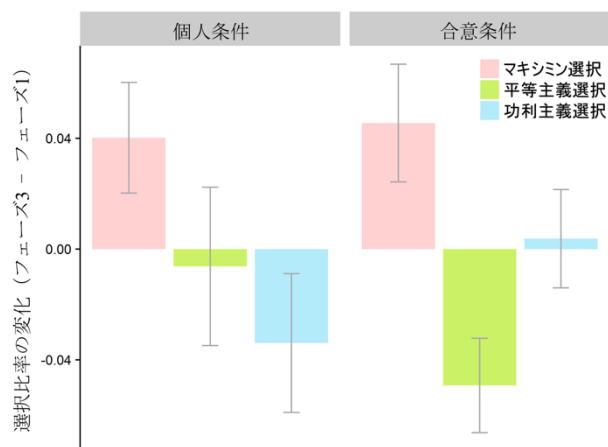 個人条件
合意条件
マキシミン選択
平等主義選択
功利主義選択
選択比率の変化（フェーズ3 - フェーズ1）
0.04
0.00
-0.04